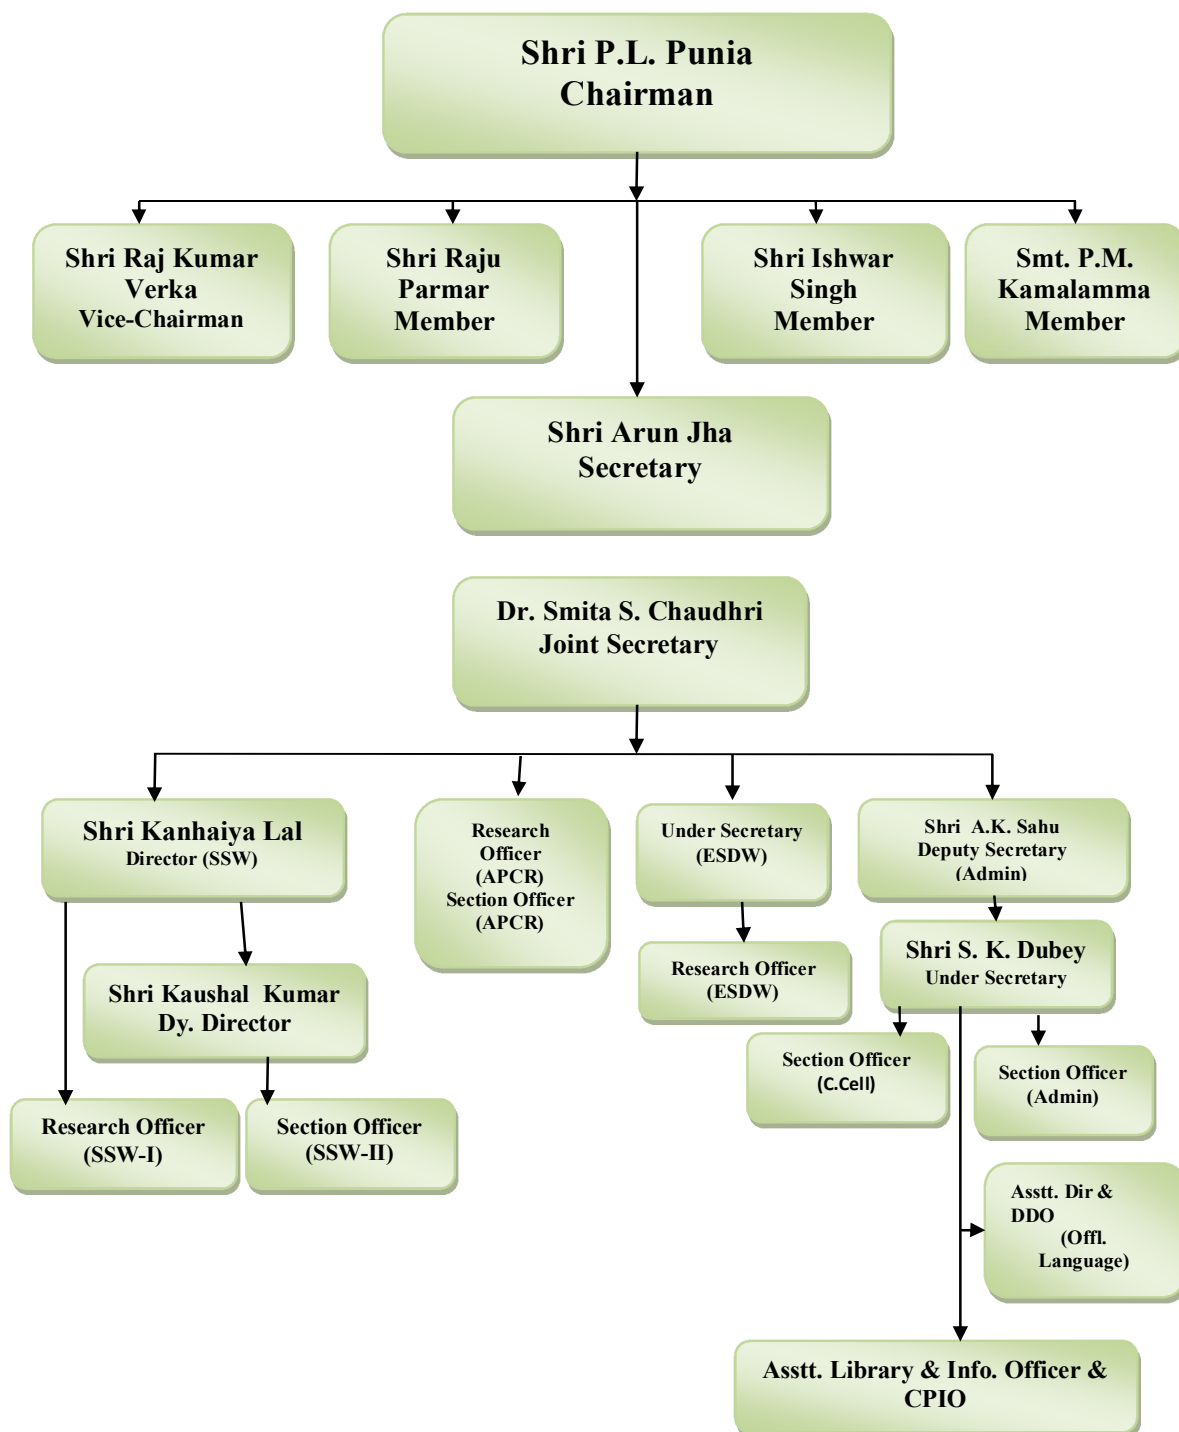 Shri P.L. Punia
Chairman
Shri Raj Kumar
Verka
Vice-Chairman
Shri Raju
Parmar
Member
Shri Ishwar
Singh
Member
Smt. P.M.
Kamalamma
Member
Shri Arun Jha
Secretary
Dr. Smita S. Chaudhri
Joint Secretary
Shri Kanhaiya Lal
Director (SSW)
Research
Officer
(APCR)
Section Officer
(APCR)
Under Secretary
(ESDW)
Shri A.K. Sahu
Deputy Secretary
(Admin)
Shri Kaushal Kumar
Dy. Director
Research Officer
(ESDW)
Shri S. K. Dubey
Under Secretary
Section Officer
(C.Cell)
Section Officer
(Admin)
Research Officer
(SSW-I)
Section Officer
(SSW-II)
Asstt. Dir &
DDO
(Offl.
Language)
Asstt. Library & Info. Officer &
CPIO